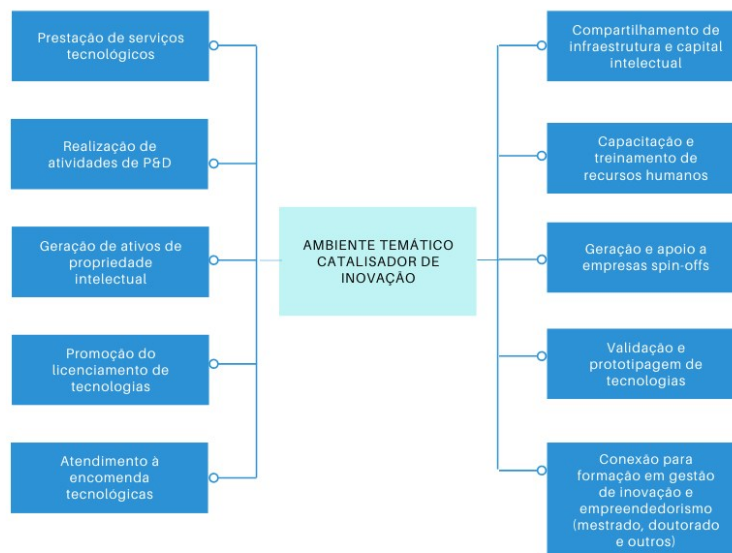 Prestação de serviços
tecnológicos
Realização de
atividades de P&D
Geração de ativos de
propriedade
intelectual
Promoção do
licenciamento de
tecnologias
Atendimento à
encomenda
tecnológicas
AMBIENTE TEMÁTICO
CATALISADOR DE
INOVAÇÃO
Compartilhamento de
infraestrutura e capital
intelectual
Capacitação e
treinamento de
recursos humanos
Geração e apoio a
empresas spin-offs
Validação e
prototipagem de
tecnologias
Conexão para
formação em gestão
de inovação e
empreendedorismo
(mestrado, doutorado
e outros)